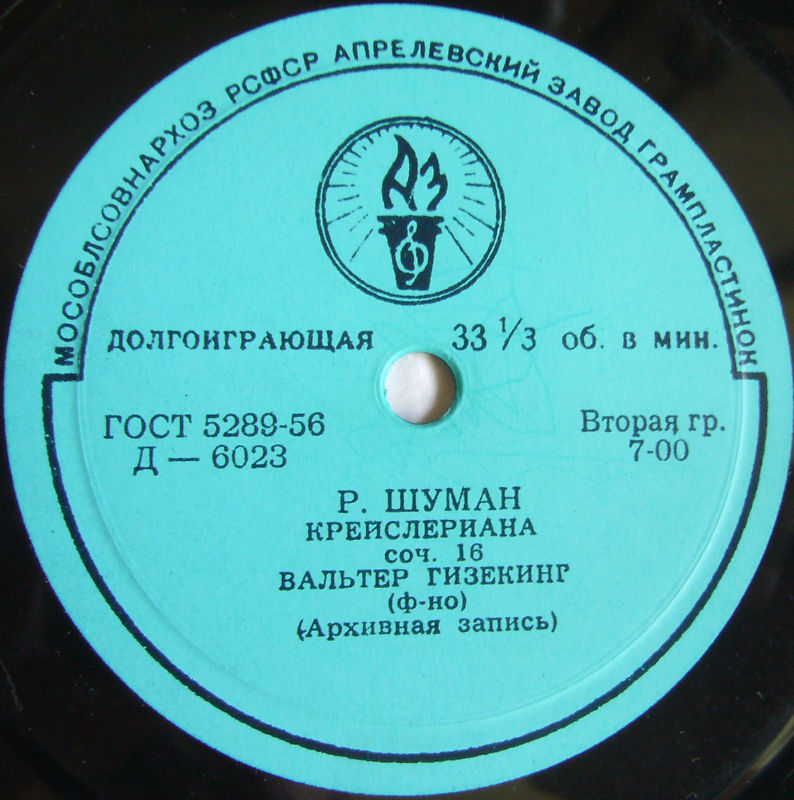 МОСОБЛСОВНАРХОЗ РСФСР АПРЕЛЕВСКИЙ ЗАВОД ГРАМПЛАСТИНОК
АЗ
ДОЛГОИГРАЮЩАЯ 33 1/3 об. в мин.
ГОСТ 5289-56 Вторая гр.
Д — 6023 7-00
Р. ШУМАН
КРЕЙСЛЕРИАНА
соч. 16
ВАЛЬТЕР ГИЗЕКИНГ
(ф-но)
(Архивная запись)